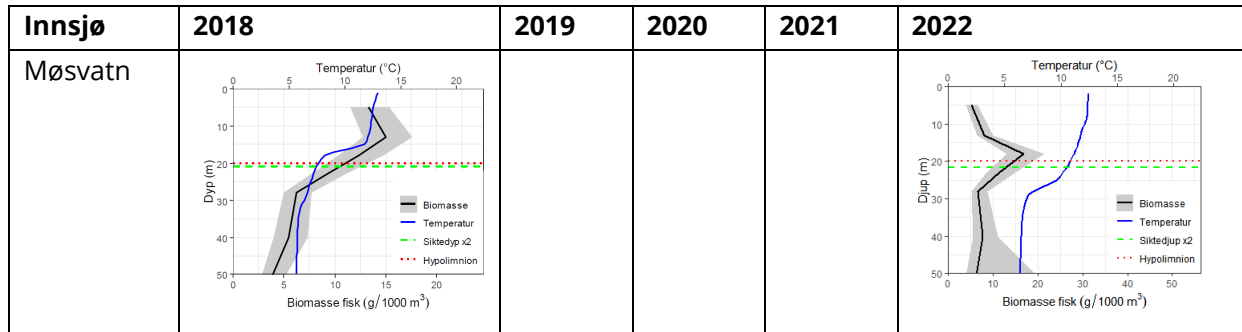 Innsjø 2018 2019 2020 2021 2022
Møsvatn
Temperatur (°C)
0 5 10 15 20
0
10
20
30
40
50
Dyp (m)
Biomasse
Temperatur
Siktedyp x2
Hypolimnion
0 5 10 15 20
Biomasse fisk (g/1000 m³)
Temperatur (°C)
0 5 10 15 20
0
10
20
30
40
50
Djup (m)
Biomasse
Temperatur
Siktedjup x2
Hypolimnion
0 10 20 30 40 50
Biomasse fisk (g/1000 m³)